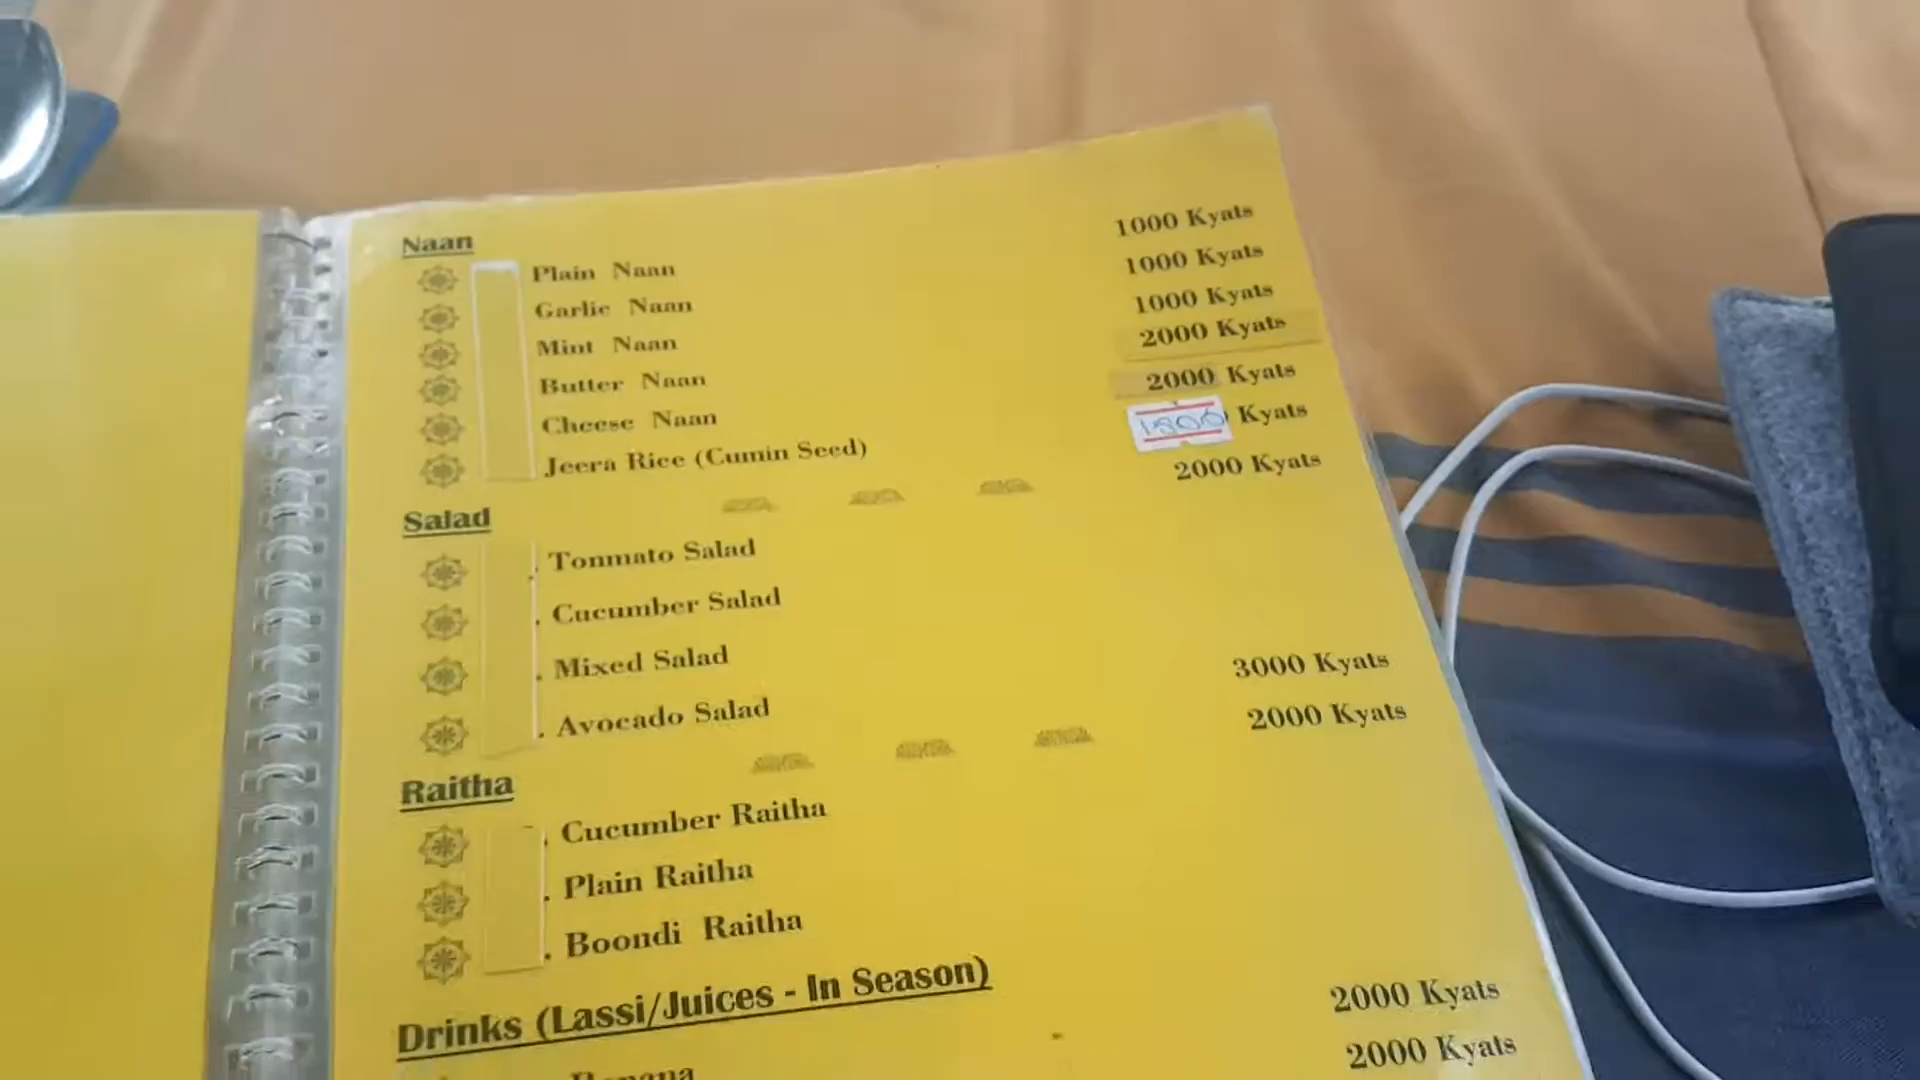 Naan
Plain Naan 1000 Kyats
Garlic Naan 1000 Kyats
Mint Naan 1000 Kyats
Butter Naan 2000 Kyats
Cheese Naan 2000 Kyats
Jeera Rice (Cumin Seed) Kyats
2000 Kyats
Salad
. Tonmato Salad
. Cucumber Salad
. Mixed Salad
3000 Kyats
. Avocado Salad
2000 Kyats
Raitha
. Cucumber Raitha
. Plain Raitha
. Boondi Raitha
Drinks (Lassi/Juices - In Season)
2000 Kyats
2000 Kyats
Banana